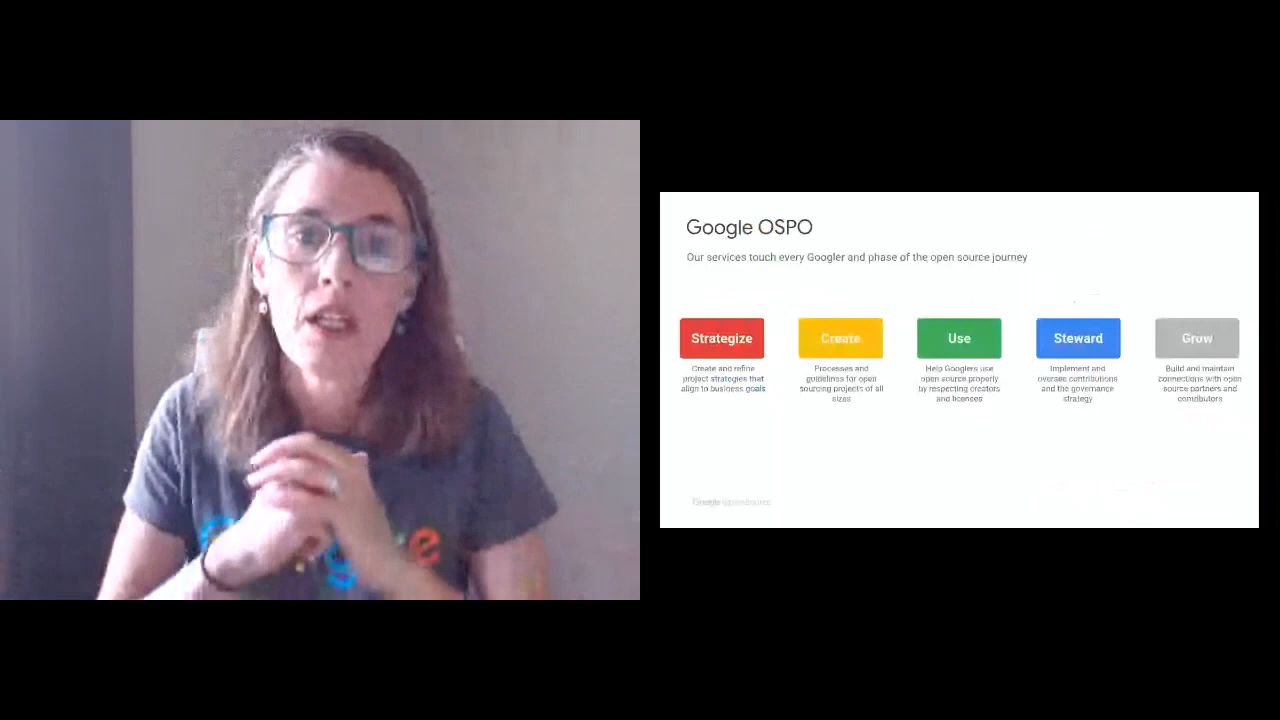 Google OSPO
Our services touch every Googler and phase of the open source journey
Strategize
Create and refine
project strategies that
align to business goals
Create
Processes and
guidelines for open
sourcing projects of all
sizes
Use
Help Googlers use
open source properly
by respecting creators
and licenses
Steward
Implement and
oversee contributions
and the governance
strategy
Grow
Build and maintain
connections with open
source partners and
contributors
Google